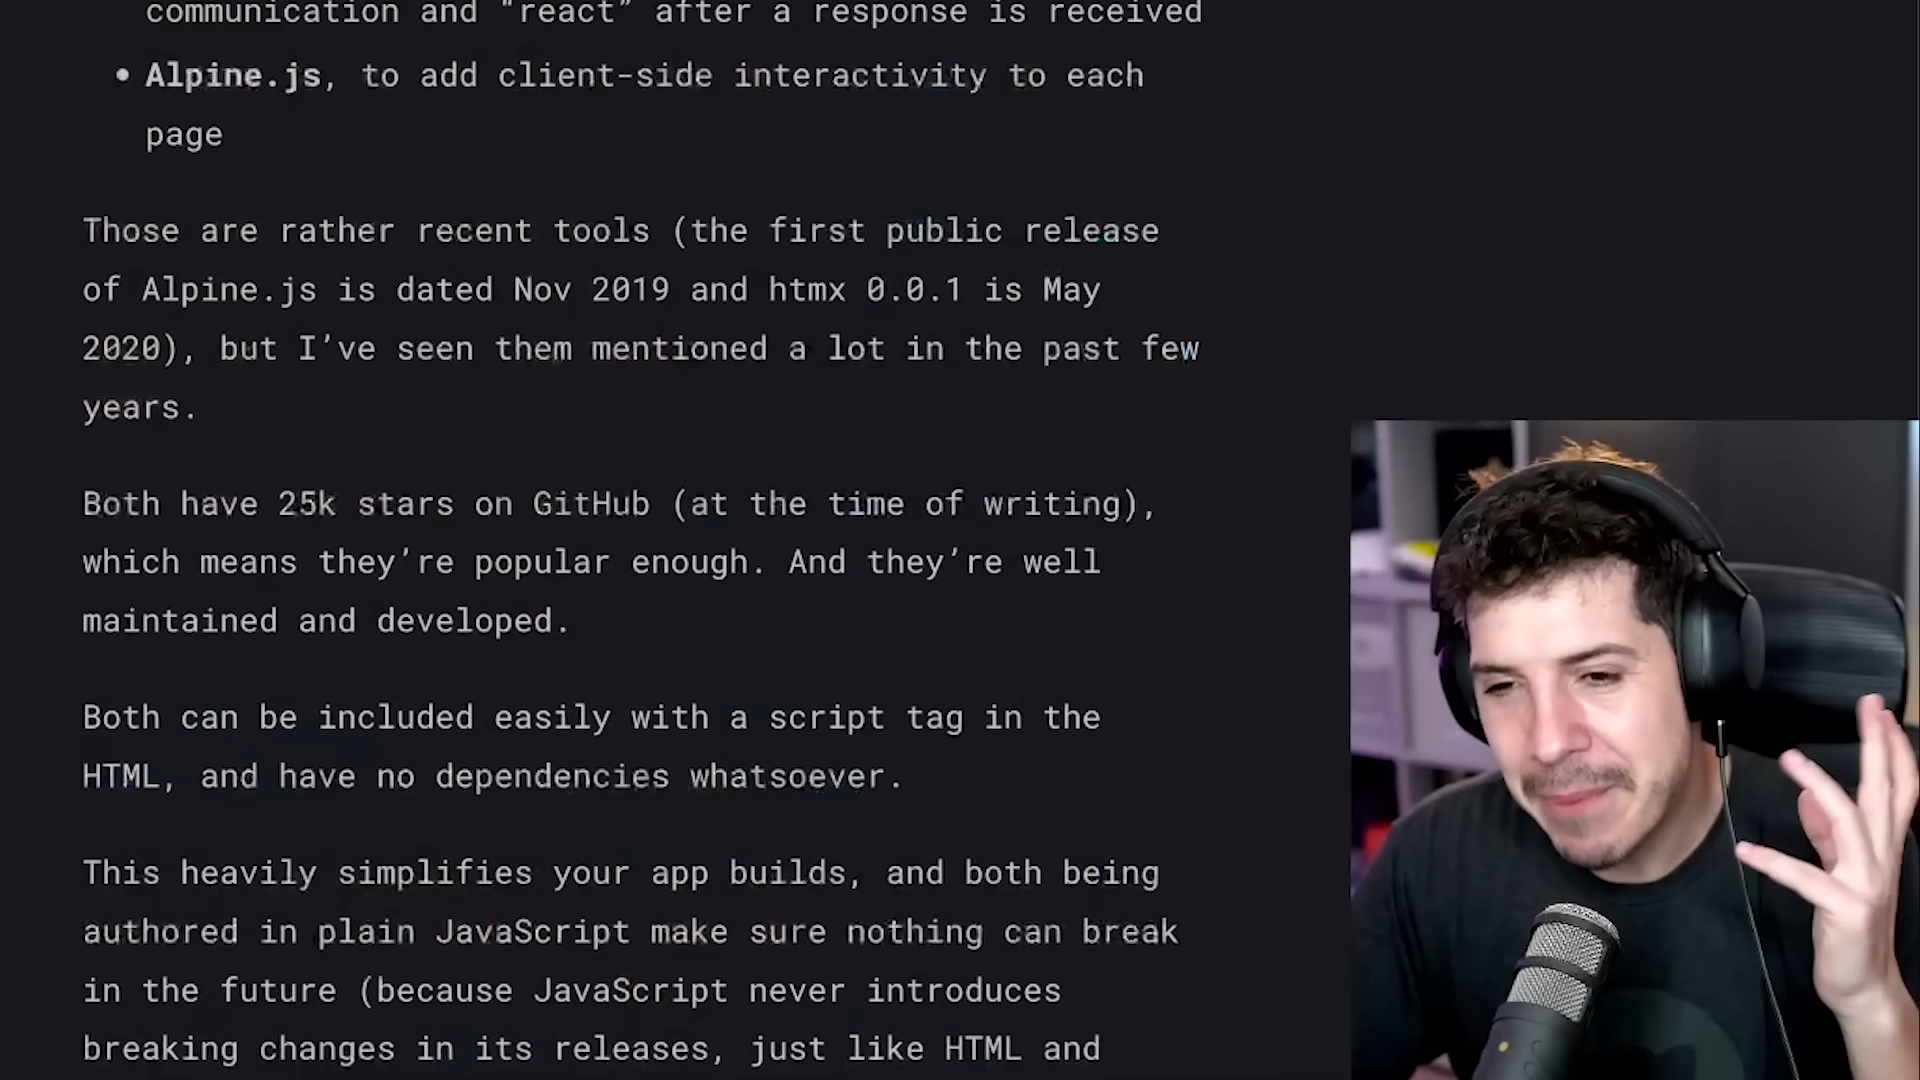 communication and “react” after a response is received
• Alpine.js, to add client-side interactivity to each
page
Those are rather recent tools (the first public release
of Alpine.js is dated Nov 2019 and htmx 0.0.1 is May
2020), but I’ve seen them mentioned a lot in the past few
years.
Both have 25k stars on GitHub (at the time of writing),
which means they’re popular enough. And they’re well
maintained and developed.
Both can be included easily with a script tag in the
HTML, and have no dependencies whatsoever.
This heavily simplifies your app builds, and both being
authored in plain JavaScript make sure nothing can break
in the future (because JavaScript never introduces
breaking changes in its releases, just like HTML and